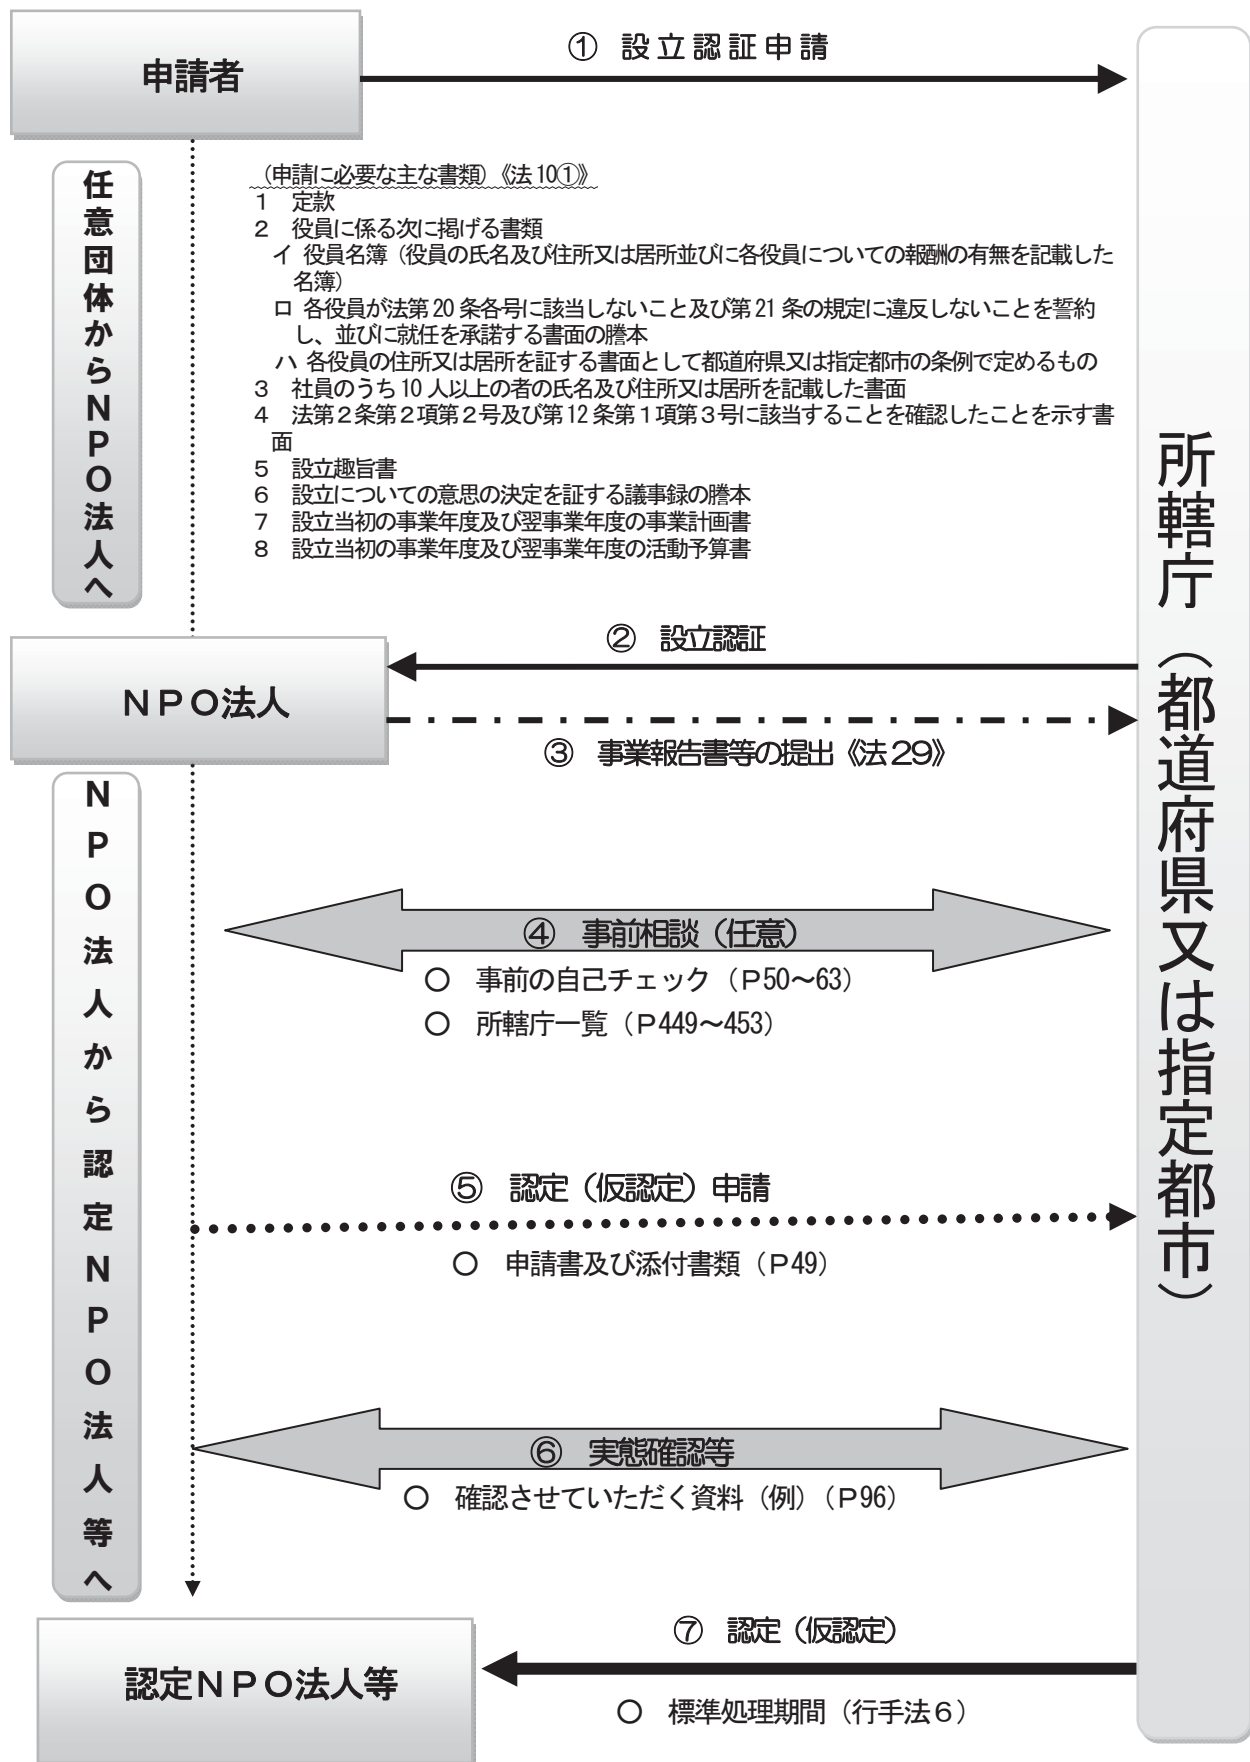 申請者
① 設立認証申請
任意団体からNPO法人へ
(申請に必要な主な書類)《法10①》
1 定款
2 役員に係る次に掲げる書類
イ 役員名簿(役員の氏名及び住所又は居所並びに各役員についての報酬の有無を記載した
名簿)
ロ 各役員が法第20条各号に該当しないこと及び第21条の規定に違反しないことを誓約
し、並びに就任を承諾する書面の謄本
ハ 各役員の住所又は居所を証する書面として都道府県又は指定都市の条例で定めるもの
3 社員のうち10人以上の者の氏名及び住所又は居所を記載した書面
4 法第2条第2項第2号及び第12条第1項第3号に該当することを確認したことを示す書
面
5 設立趣旨書
6 設立についての意思の決定を証する議事録の謄本
7 設立当初の事業年度及び翌事業年度の事業計画書
8 設立当初の事業年度及び翌事業年度の活動予算書
② 設立認証
NPO法人
③ 事業報告書等の提出《法29》
NPO法人から認定NPO法人等へ
④ 事前相談(任意)
○ 事前の自己チェック(P50～63)
○ 所轄庁一覧(P449～453)
⑤ 認定(仮認定)申請
○ 申請書及び添付書類(P49)
⑥ 実態確認等
○ 確認させていただく資料(例)(P96)
⑦ 認定(仮認定)
認定NPO法人等
○ 標準処理期間(行手法6)
所轄庁(都道府県又は指定都市)